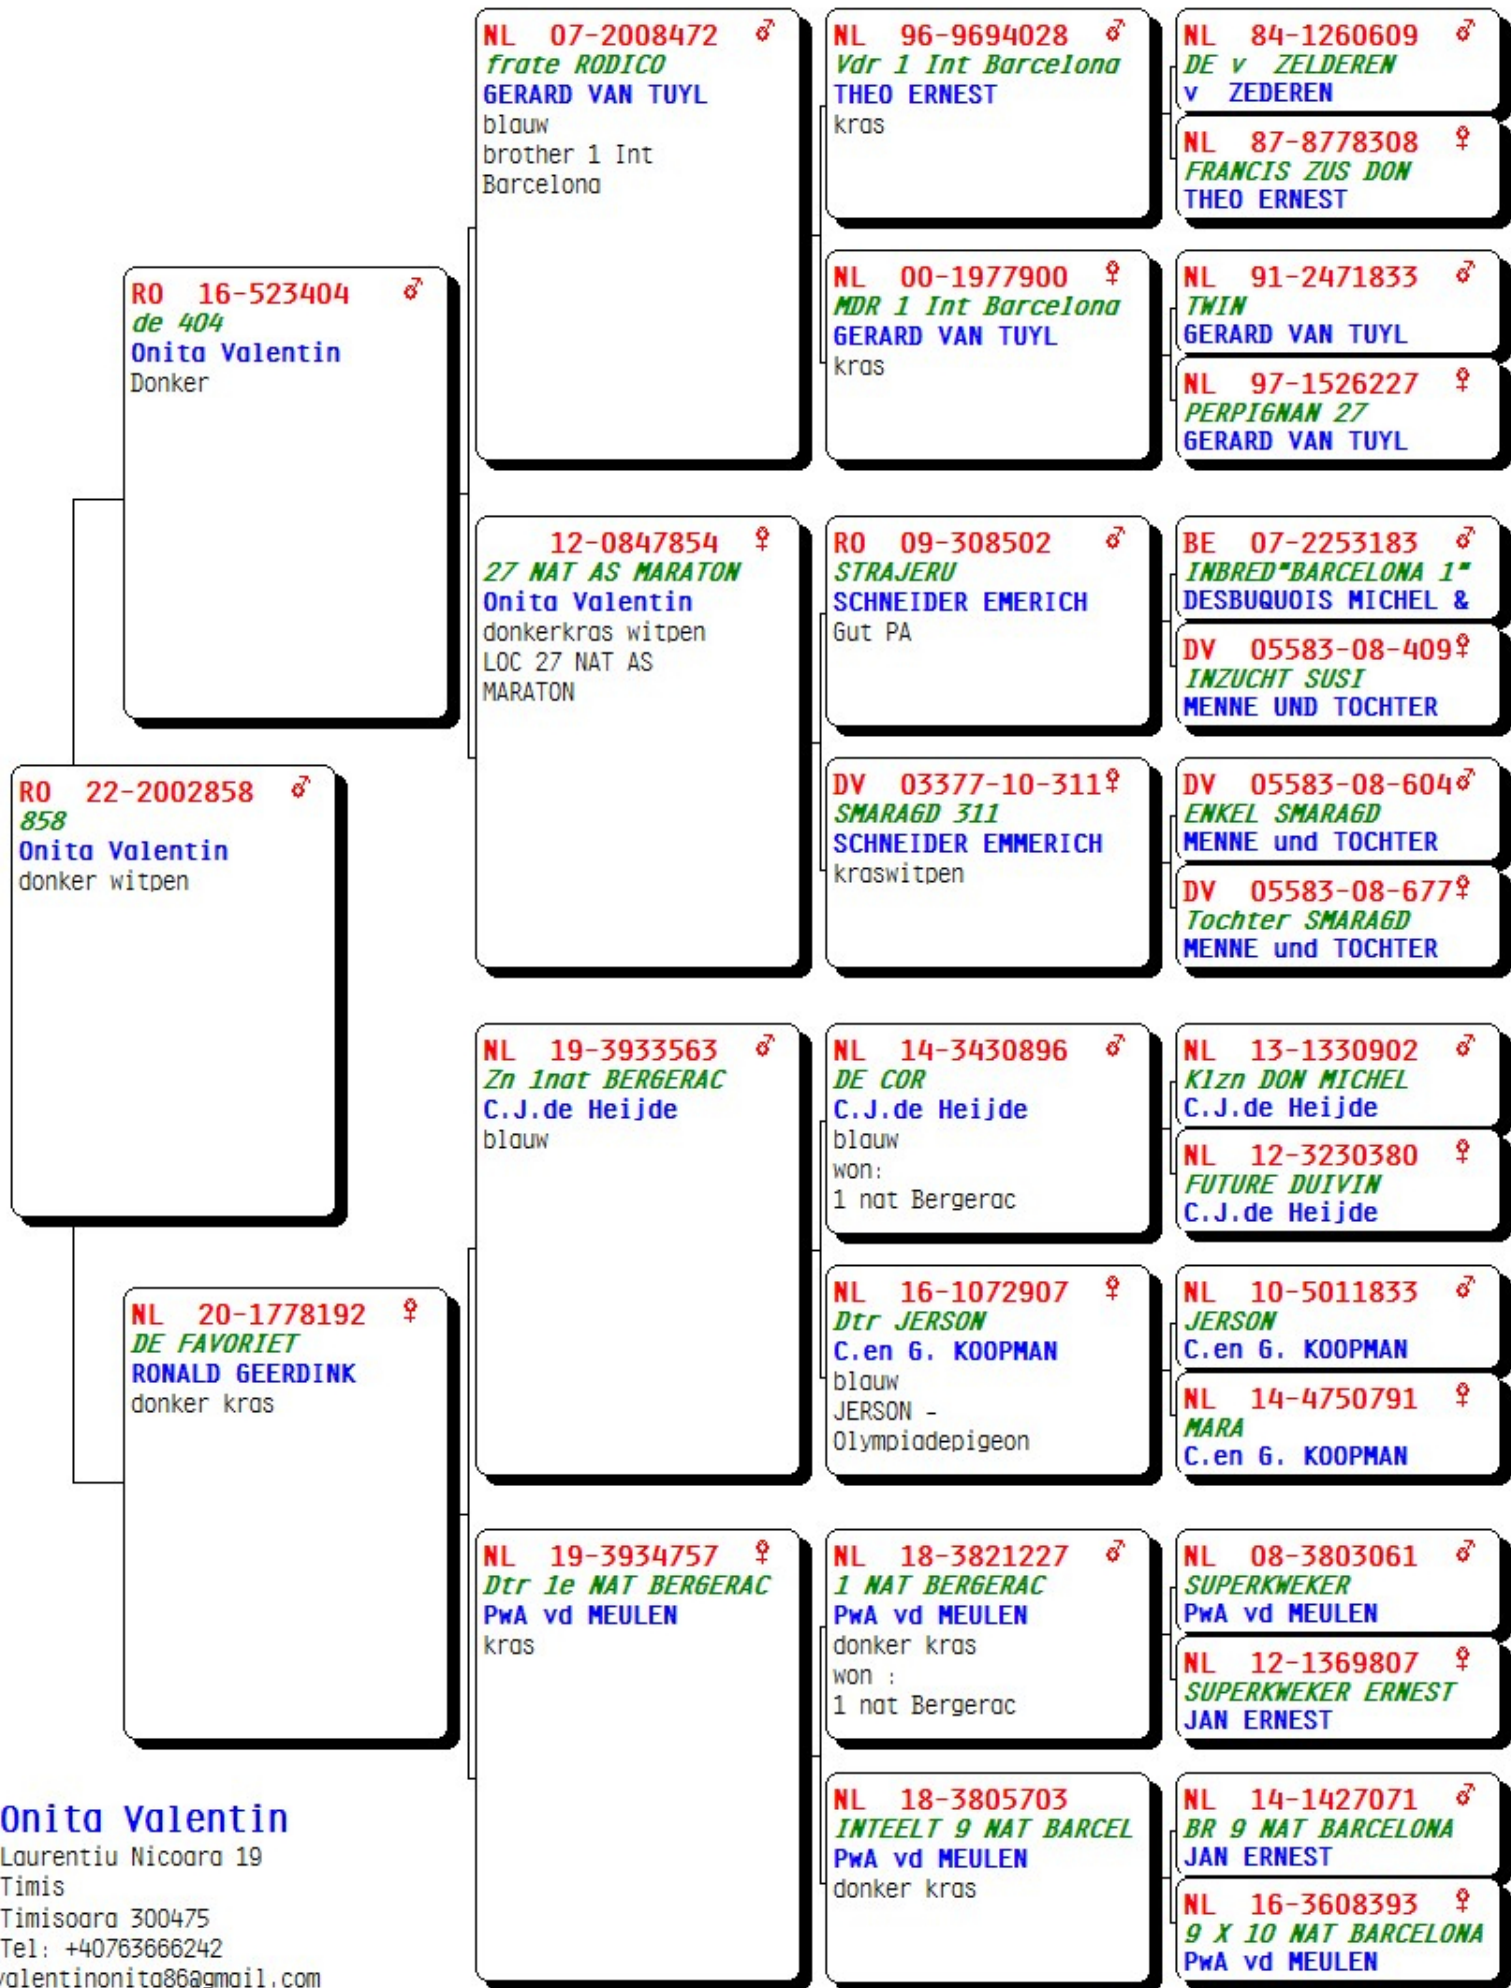 NL 07-2008472 ♂
frate RODICO
GERARD VAN TUYL
blauw
brother 1 Int
Barcelona
NL 96-9694028 ♂
Vdr 1 Int Barcelona
THEO ERNEST
kras
NL 84-1260609 ♂
DE v ZELDEREN
v ZEDEREN
NL 87-8778308 ♀
FRANCIS ZUS DON
THEO ERNEST
NL 00-1977900 ♀
MDR 1 Int Barcelona
GERARD VAN TUYL
kras
NL 91-2471833 ♂
TWIN
GERARD VAN TUYL
NL 97-1526227 ♀
PERPIGNAN 27
GERARD VAN TUYL
RO 16-523404 ♂
de 404
Onita Valentin
Donker
12-0847854 ♀
27 NAT AS MARATON
Onita Valentin
donkerkras witpen
LOC 27 NAT AS
MARATON
RO 09-308502 ♂
STRAJERU
SCHNEIDER EMERICH
Gut PA
BE 07-2253183 ♂
INBRED"BARCELONA 1"
DESBUQUOIS MICHEL &
DV 05583-08-409♀
INZUCHT SUSI
MENNE UND TOCHTER
DV 03377-10-311♀
SMARAGD 311
SCHNEIDER EMMERICH
kraswitpen
DV 05583-08-604♂
ENKEL SMARAGD
MENNE und TOCHTER
DV 05583-08-677♀
Tochter SMARAGD
MENNE und TOCHTER
RO 22-2002858 ♂
858
Onita Valentin
donker witpen
NL 19-3933563 ♂
Zn 1nat BERGERAC
C.J.de Heijde
blauw
NL 14-3430896 ♂
DE COR
C.J.de Heijde
blauw
won:
1 nat Bergerac
NL 13-1330902 ♂
Klzn DON MICHEL
C.J.de Heijde
NL 12-3230380 ♀
FUTURE DUIVIN
C.J.de Heijde
NL 16-1072907 ♀
Dtr JERSON
C.en G. KOOPMAN
blauw
JERSON -
Olympiadepigeon
NL 10-5011833 ♂
JERSON
C.en G. KOOPMAN
NL 14-4750791 ♀
MARA
C.en G. KOOPMAN
NL 20-1778192 ♀
DE FAVORIET
RONALD GEERDINK
donker kras
NL 19-3934757 ♀
Dtr 1e NAT BERGERAC
PwA vd MEULEN
kras
NL 18-3821227 ♂
1 NAT BERGERAC
PwA vd MEULEN
donker kras
won :
1 nat Bergerac
NL 08-3803061 ♂
SUPERKWEKER
PwA vd MEULEN
NL 12-1369807 ♀
SUPERKWEKER ERNEST
JAN ERNEST
NL 18-3805703
INTEELT 9 NAT BARCEL
PwA vd MEULEN
donker kras
NL 14-1427071 ♂
BR 9 NAT BARCELONA
JAN ERNEST
NL 16-3608393 ♀
9 X 10 NAT BARCELONA
PwA vd MEULEN
Onita Valentin
Laurentiu Nicoara 19
Timis
Timisoara 300475
Tel: +40763666242
valentinonita86@gmail.com